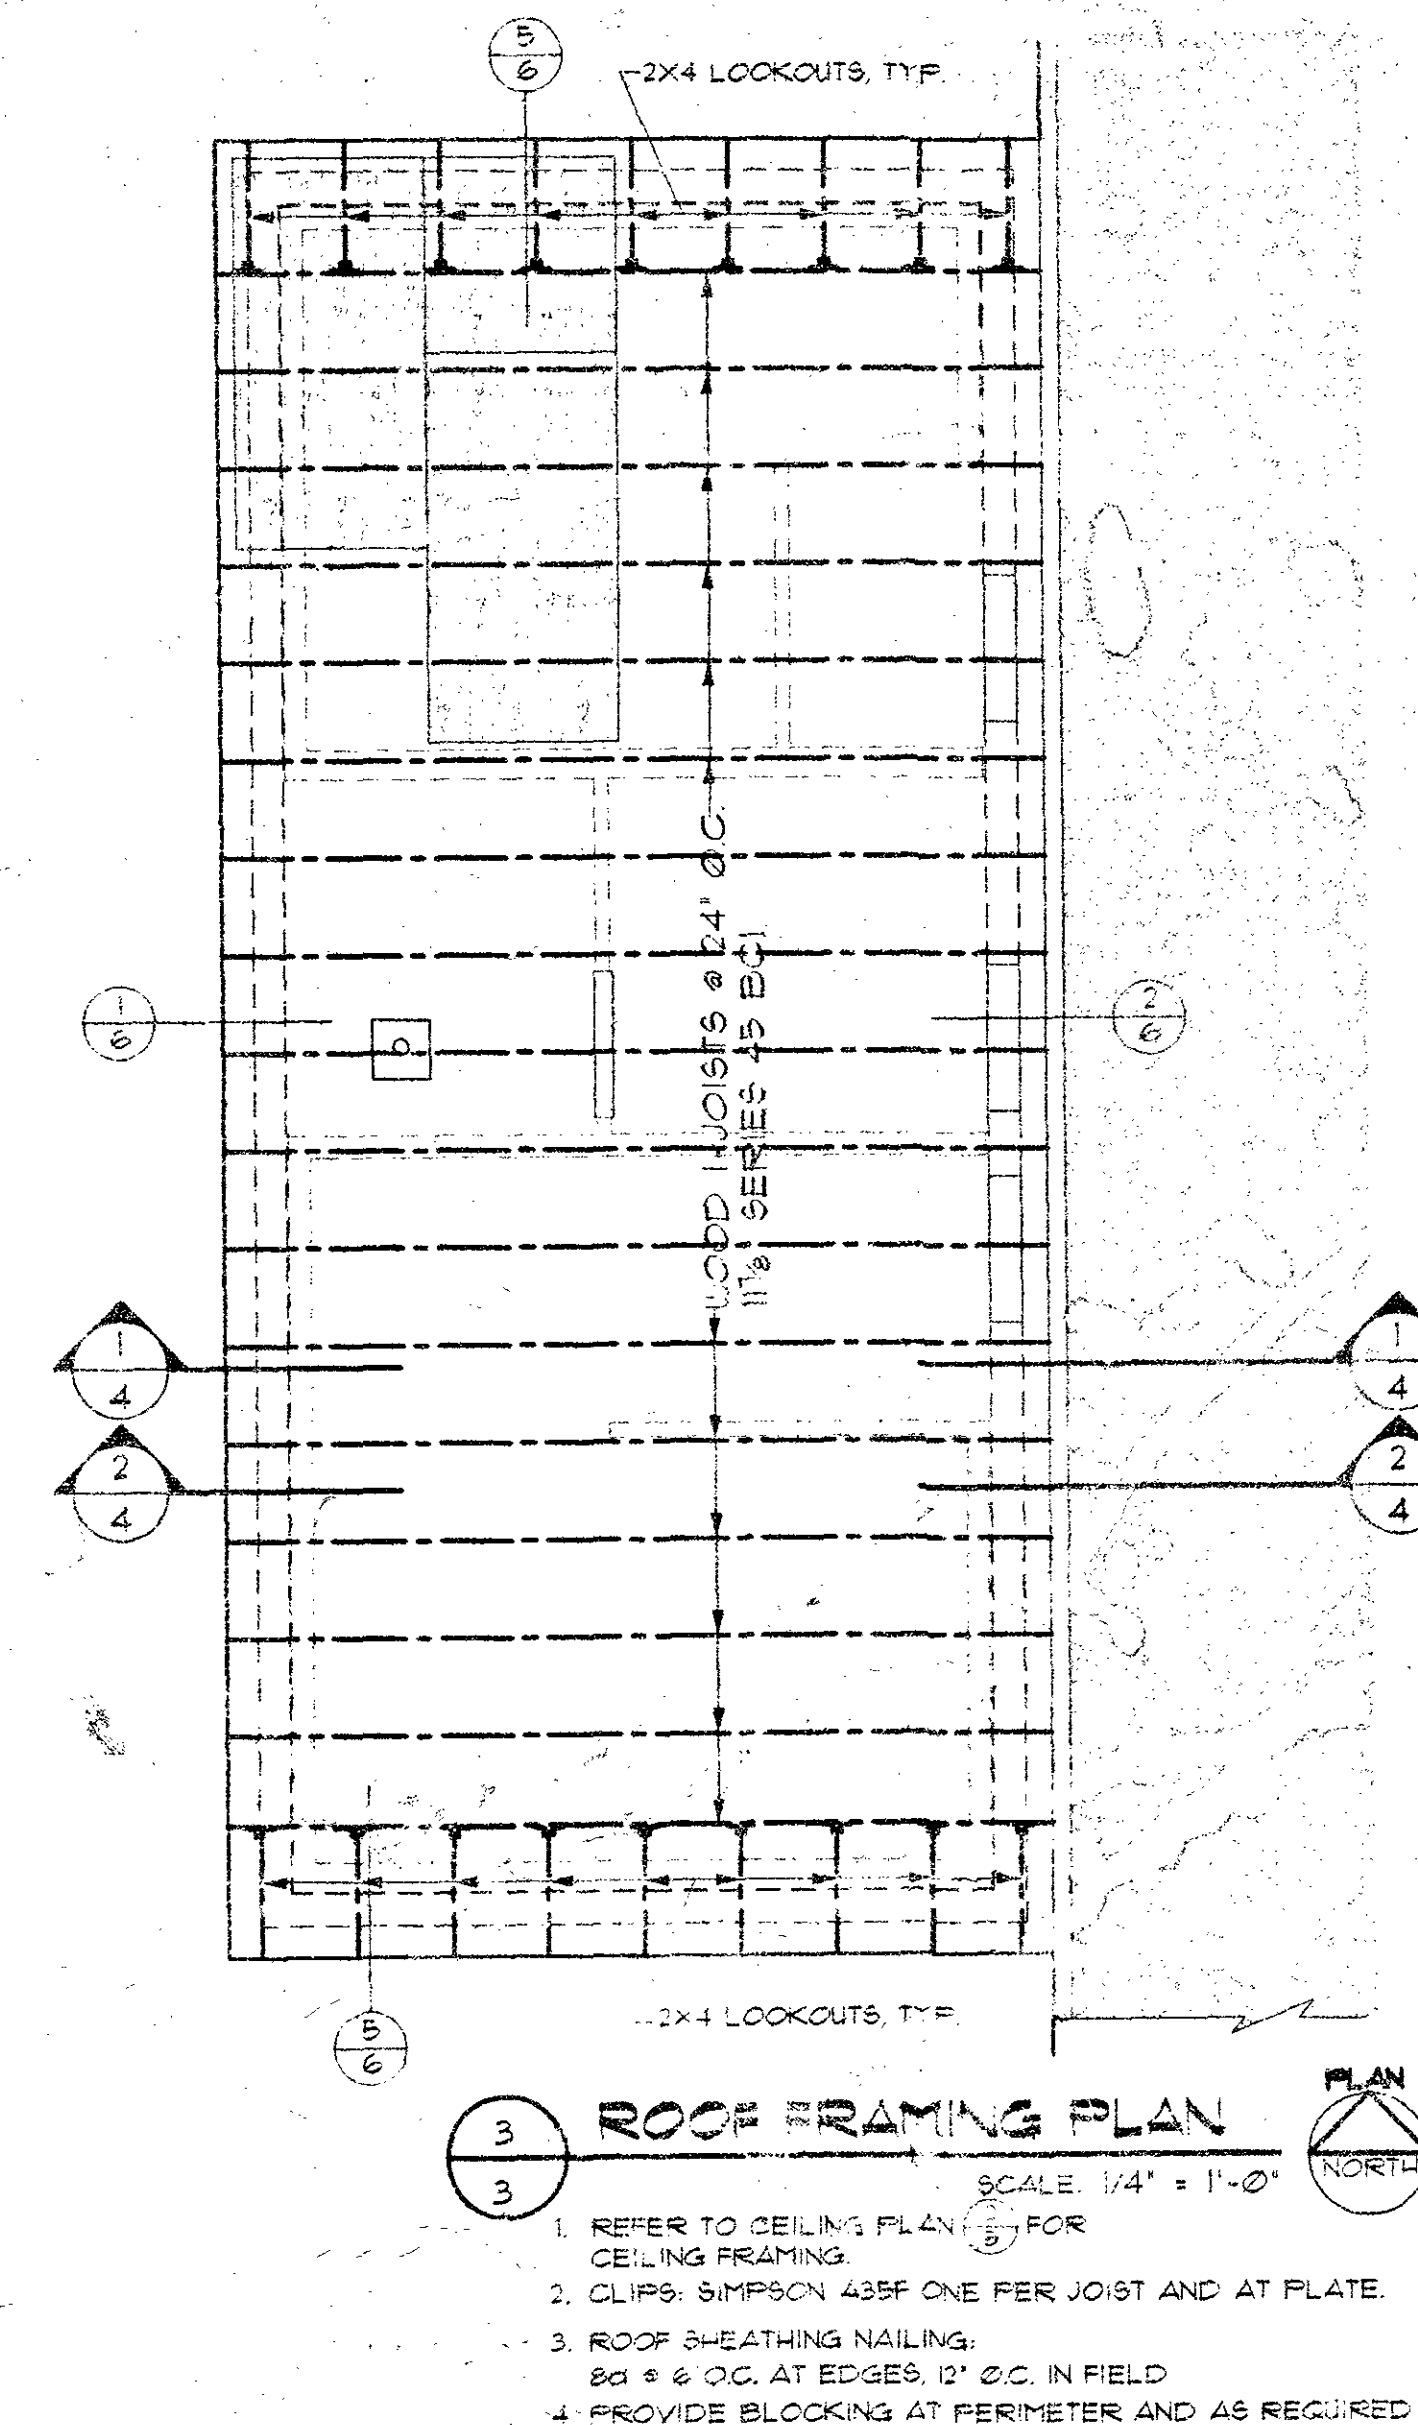 5
6
2X4 LOOKOUTS, TYP.
WOOD I-JOISTS @ 24" O.C.
11 7/8 SERIES 45 BCI
1
6
2
6
1
4
1
4
2
4
2
4
2X4 LOOKOUTS, TYP.
5
6
3
3
ROOF FRAMING PLAN
SCALE: 1/4" = 1'-0"
PLAN
NORTH
1. REFER TO CEILING PLAN FOR
CEILING FRAMING.
2. CLIPS: SIMPSON 435F ONE PER JOIST AND AT PLATE.
3. ROOF SHEATHING NAILING:
8d @ 6 O.C. AT EDGES, 12" O.C. IN FIELD
4 PROVIDE BLOCKING AT PERIMETER AND AS REQUIRED